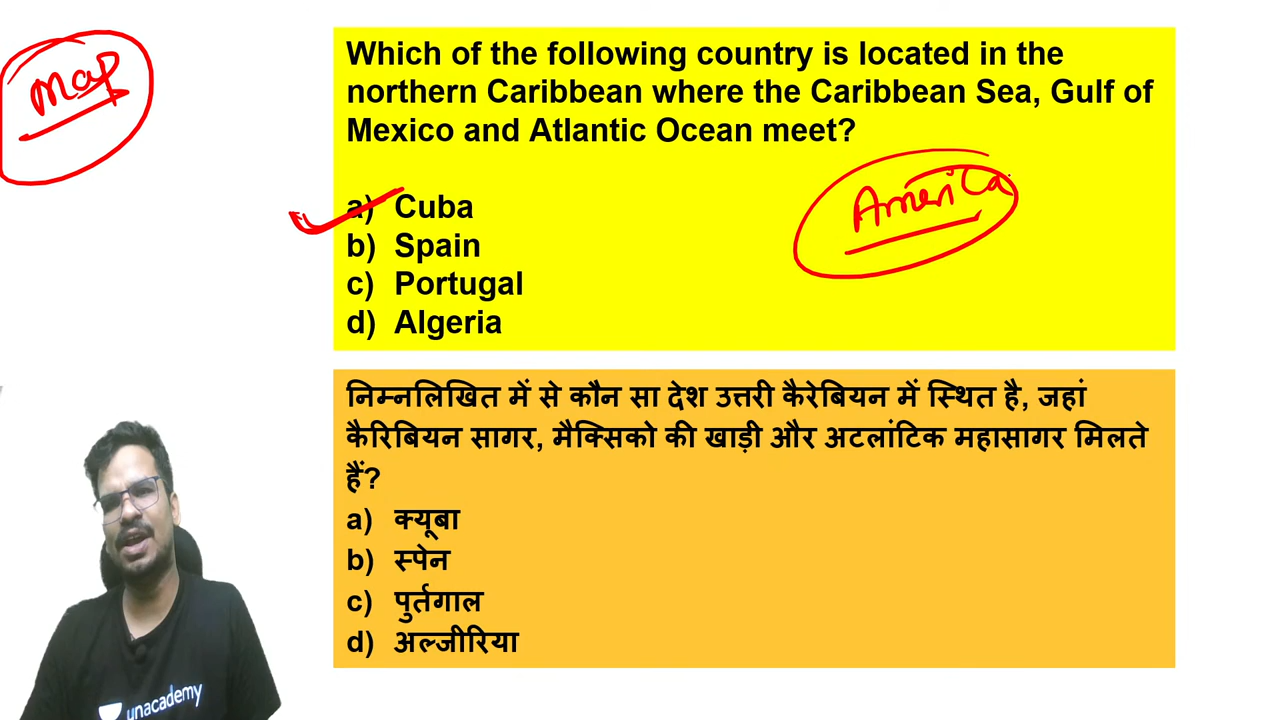 map
Which of the following country is located in the
northern Caribbean where the Caribbean Sea, Gulf of
Mexico and Atlantic Ocean meet?
America
a) Cuba
b) Spain
c) Portugal
d) Algeria
निम्नलिखित में से कौन सा देश उत्तरी कैरेबियन में स्थित है, जहां
कैरिबियन सागर, मैक्सिको की खाड़ी और अटलांटिक महासागर मिलते
हैं?
a) क्यूबा
b) स्पेन
c) पुर्तगाल
d) अल्जीरिया
unacademy